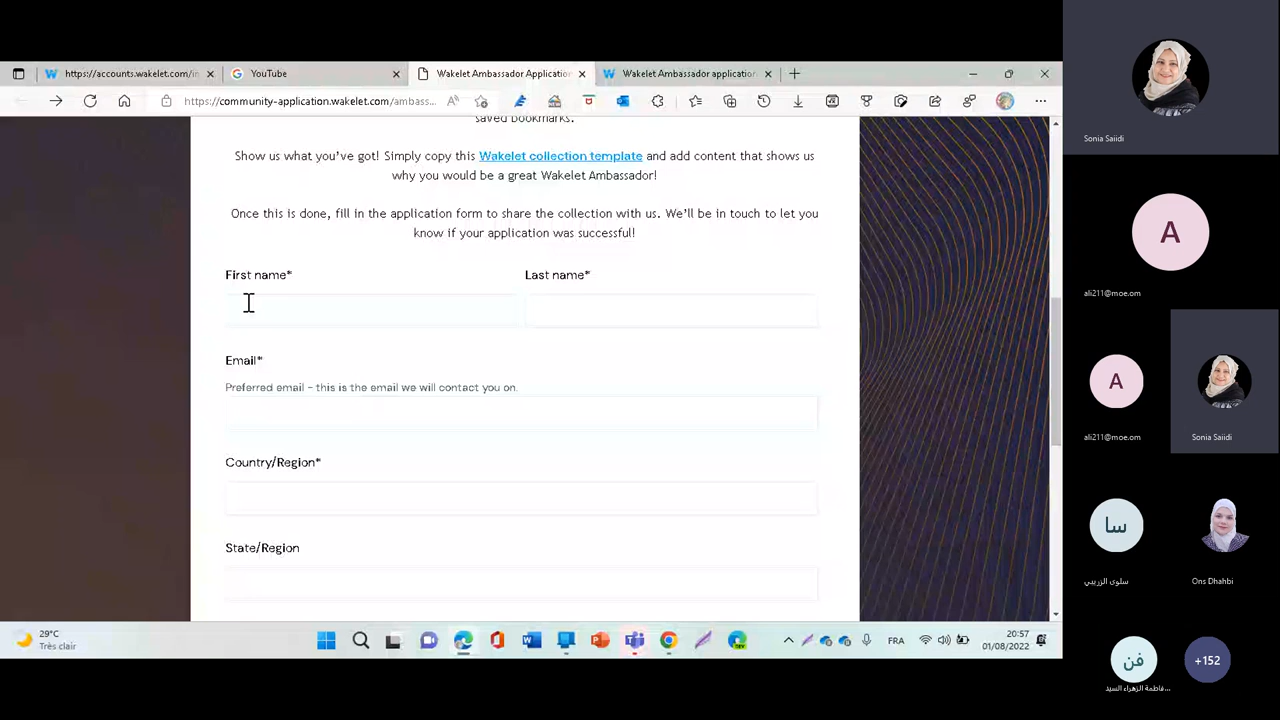 https://accounts.wakelet.com/in
YouTube
Wakelet Ambassador Application
Wakelet Ambassador application
https://community-application.wakelet.com/ambass...
saved bookmarks.
Show us what you've got! Simply copy this Wakelet collection template and add content that shows us
why you would be a great Wakelet Ambassador!
Once this is done, fill in the application form to share the collection with us. We'll be in touch to let you
know if your application was successful!
First name*
Last name*
Email*
Preferred email - this is the email we will contact you on.
Country/Region*
State/Region
29°C
Très clair
FRA
20:57
01/08/2022
Sonia Saiidi
A
ali211@moe.om
A
ali211@moe.om
Sonia Saiidi
سا
سلوى الزريبي
Ons Dhahbi
فن
فاطمة الزهراء السيد...
+152